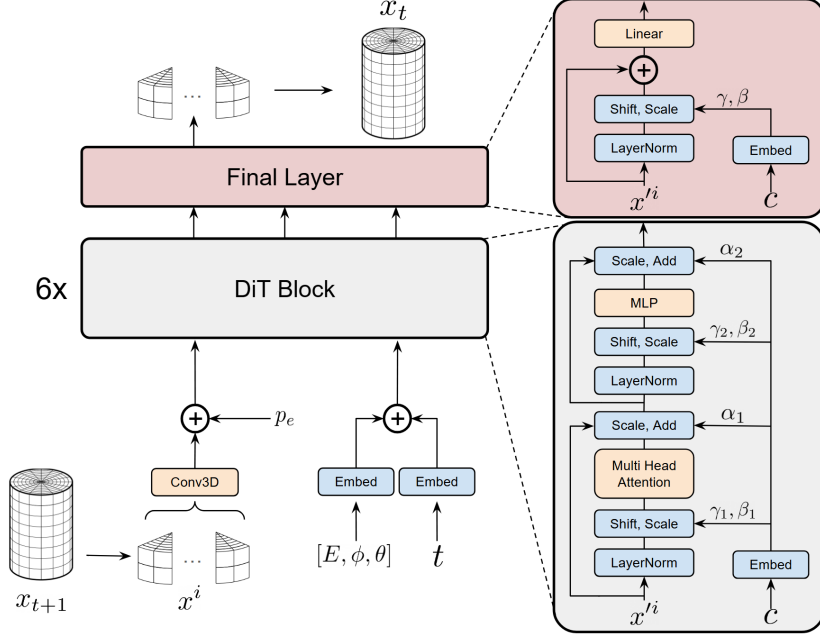 x_t
...
Final Layer
6x
DiT Block
p_e
Conv3D
Embed
Embed
...
[E, ϕ, θ]
t
x_{t+1}
x^i
Linear
Shift, Scale
γ, β
LayerNorm
Embed
x'^i
c
Scale, Add
α_2
MLP
Shift, Scale
γ_2, β_2
LayerNorm
Scale, Add
α_1
Multi Head
Attention
Shift, Scale
γ_1, β_1
LayerNorm
Embed
x'^i
c